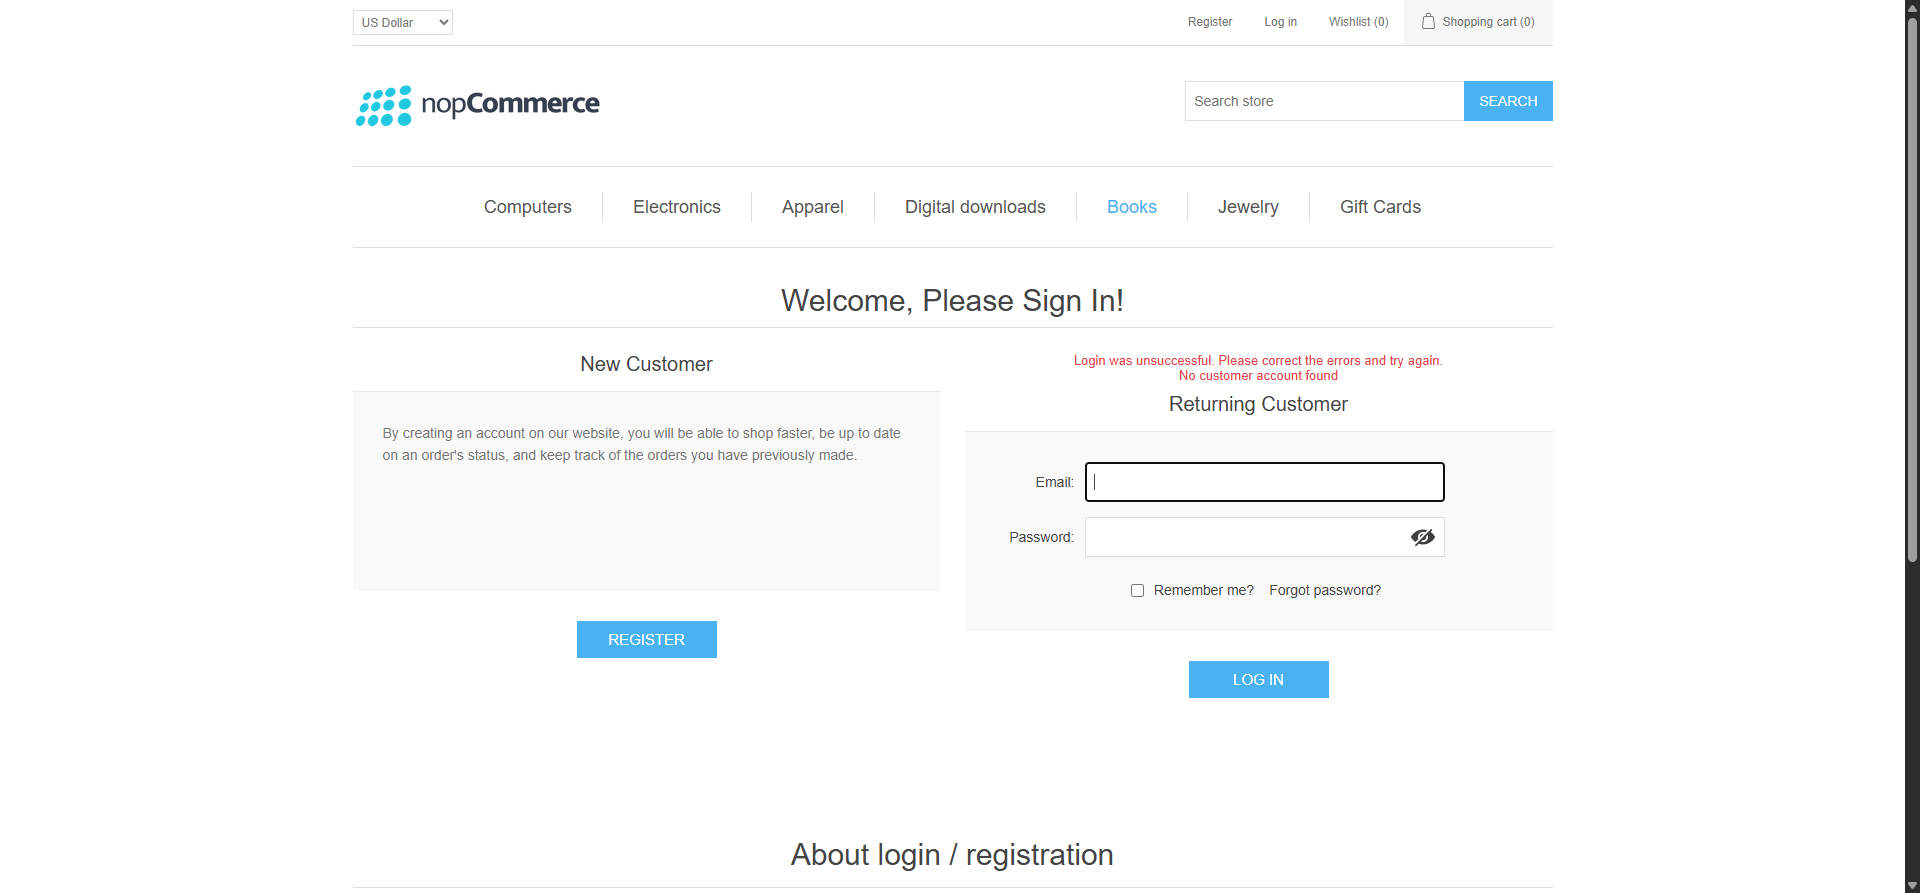 US Dollar
Register Log in Wishlist (0) Shopping cart (0)
nopCommerce
Search store SEARCH
Computers Electronics Apparel Digital downloads Books Jewelry Gift Cards
Welcome, Please Sign In!
New Customer
By creating an account on our website, you will be able to shop faster, be up to date
on an order's status, and keep track of the orders you have previously made.
REGISTER
Login was unsuccessful. Please correct the errors and try again.
No customer account found
Returning Customer
Email:
Password:
Remember me? Forgot password?
LOG IN
About login / registration